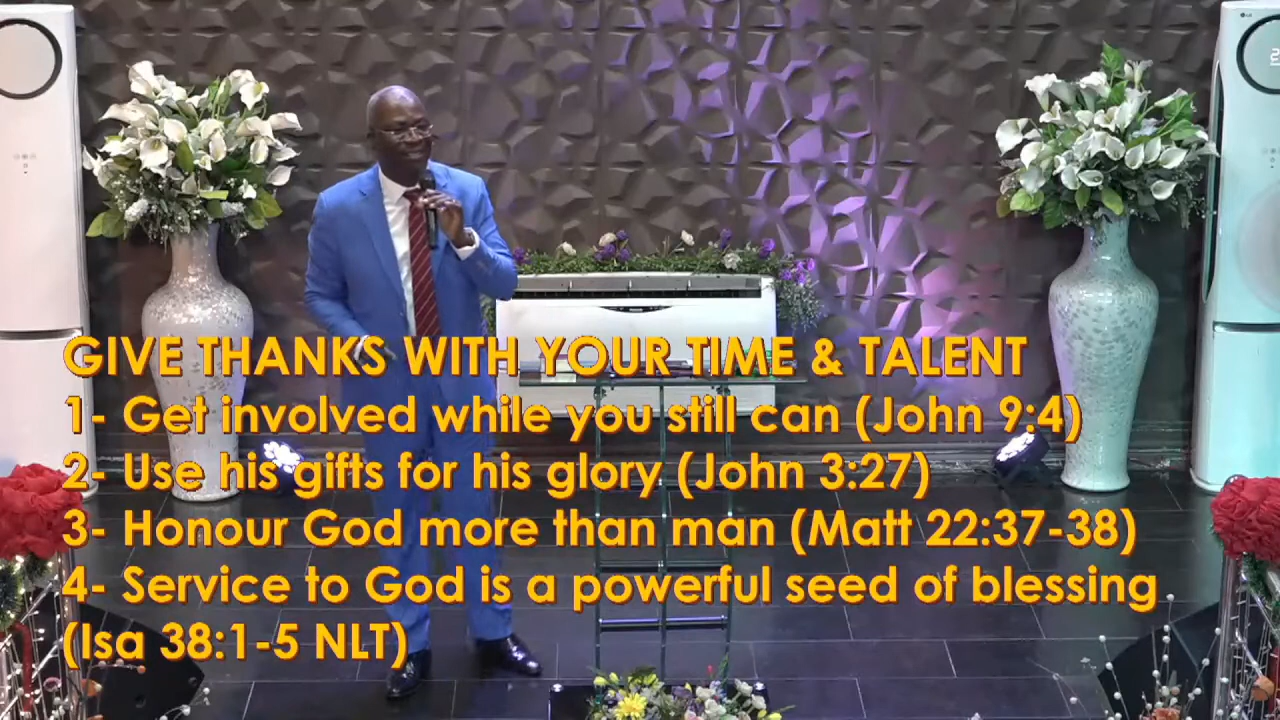 GIVE THANKS WITH YOUR TIME & TALENT
1- Get involved while you still can (John 9:4)
2- Use his gifts for his glory (John 3:27)
3- Honour God more than man (Matt 22:37-38)
4- Service to God is a powerful seed of blessing
(Isa 38:1-5 NLT)